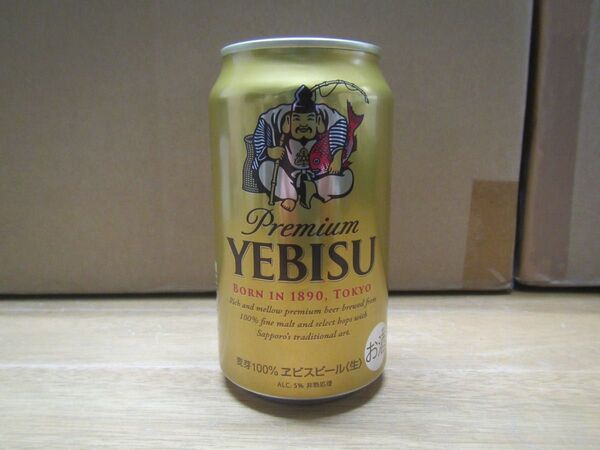 Premium
YEBISU
BORN IN 1890, TOKYO
Rich and mellow premium beer brewed from
100% fine malt and select hops with
Sapporo's traditional art.
麦芽100% ヱビスビール〈生〉
ALC. 5% 非熱処理
お酒